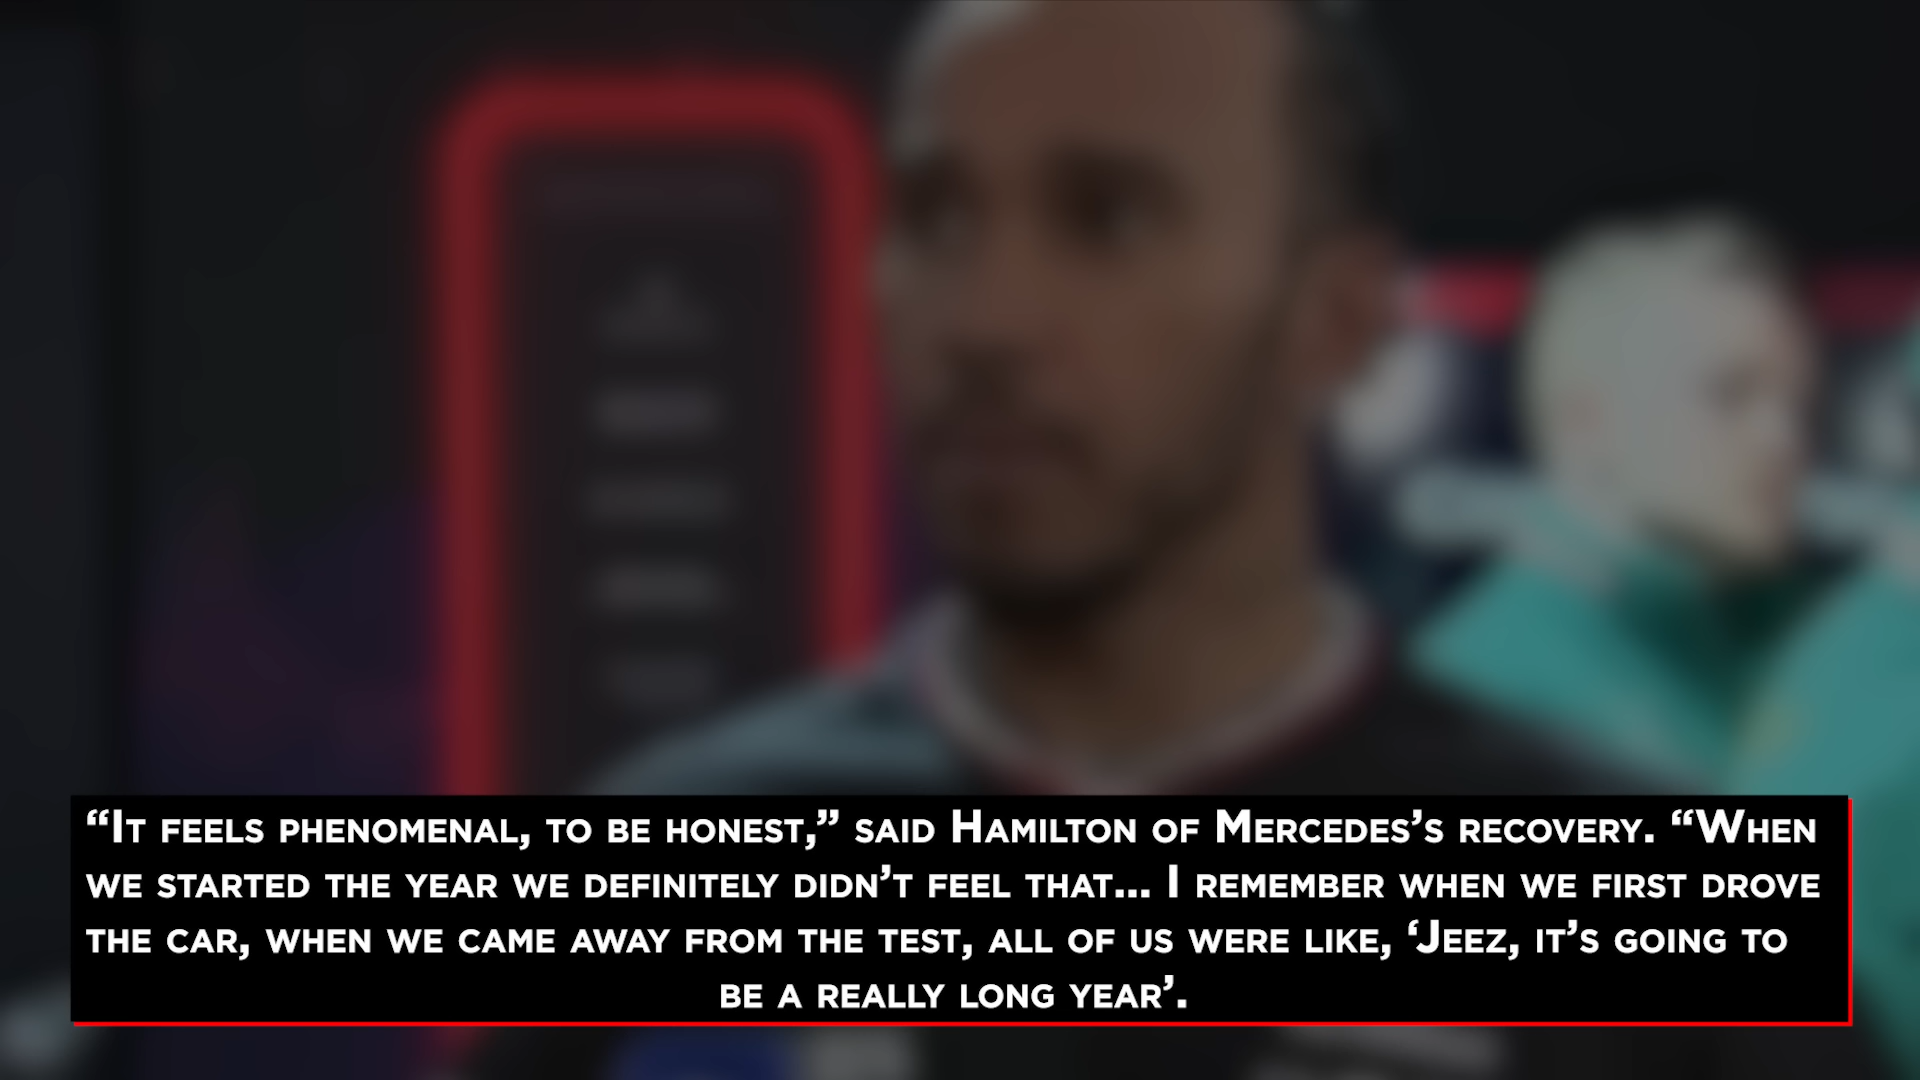 “It feels phenomenal, to be honest,” said Hamilton of Mercedes’s recovery. “When
we started the year we definitely didn’t feel that... I remember when we first drove
the car, when we came away from the test, all of us were like, ‘Jeez, it’s going to
be a really long year’.